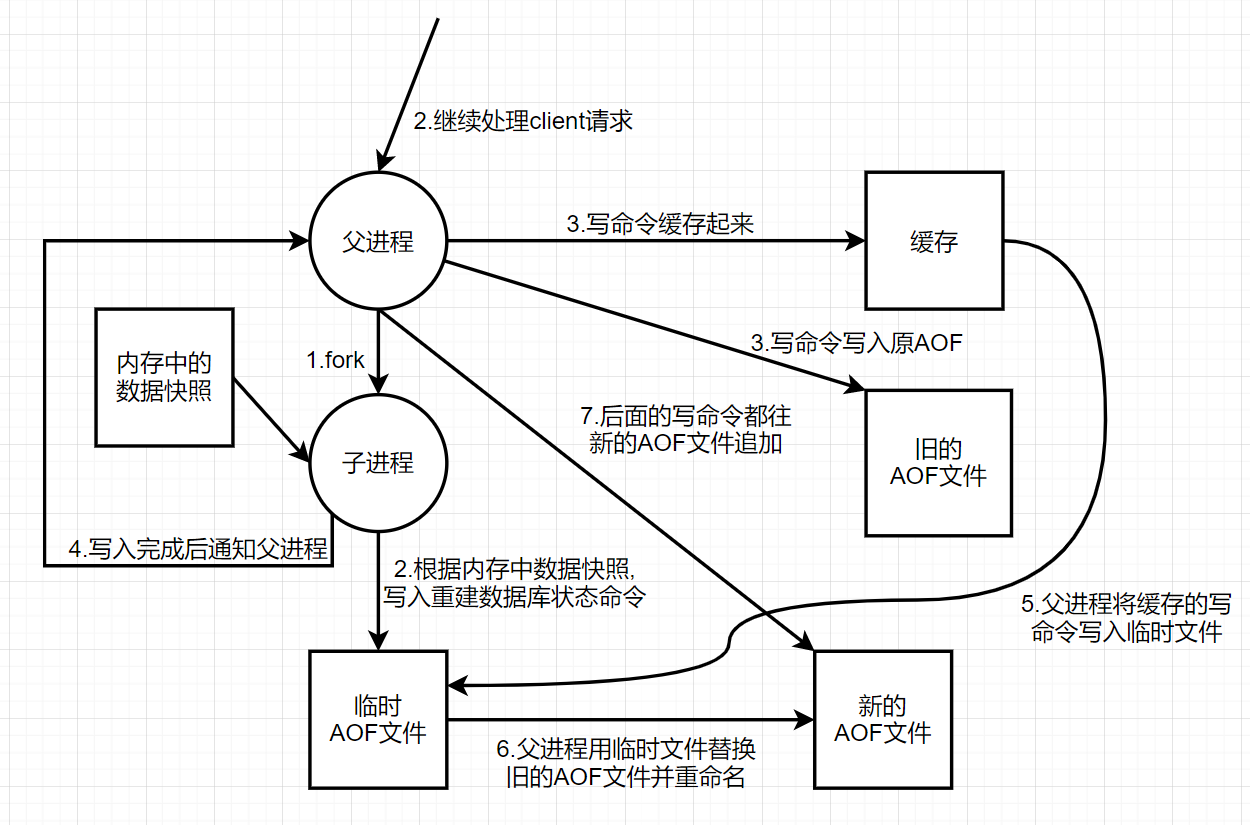 2.继续处理client请求
3.写命令缓存起来
父进程
缓存
3.写命令写入原AOF
内存中的
数据快照
1.fork
7.后面的写命令都往
新的AOF文件追加
子进程
旧的
AOF文件
4.写入完成后通知父进程
2.根据内存中数据快照,
写入重建数据库状态命令
5.父进程将缓存的写
命令写入临时文件
临时
AOF文件
新的
AOF文件
6.父进程用临时文件替换
旧的AOF文件并重命名